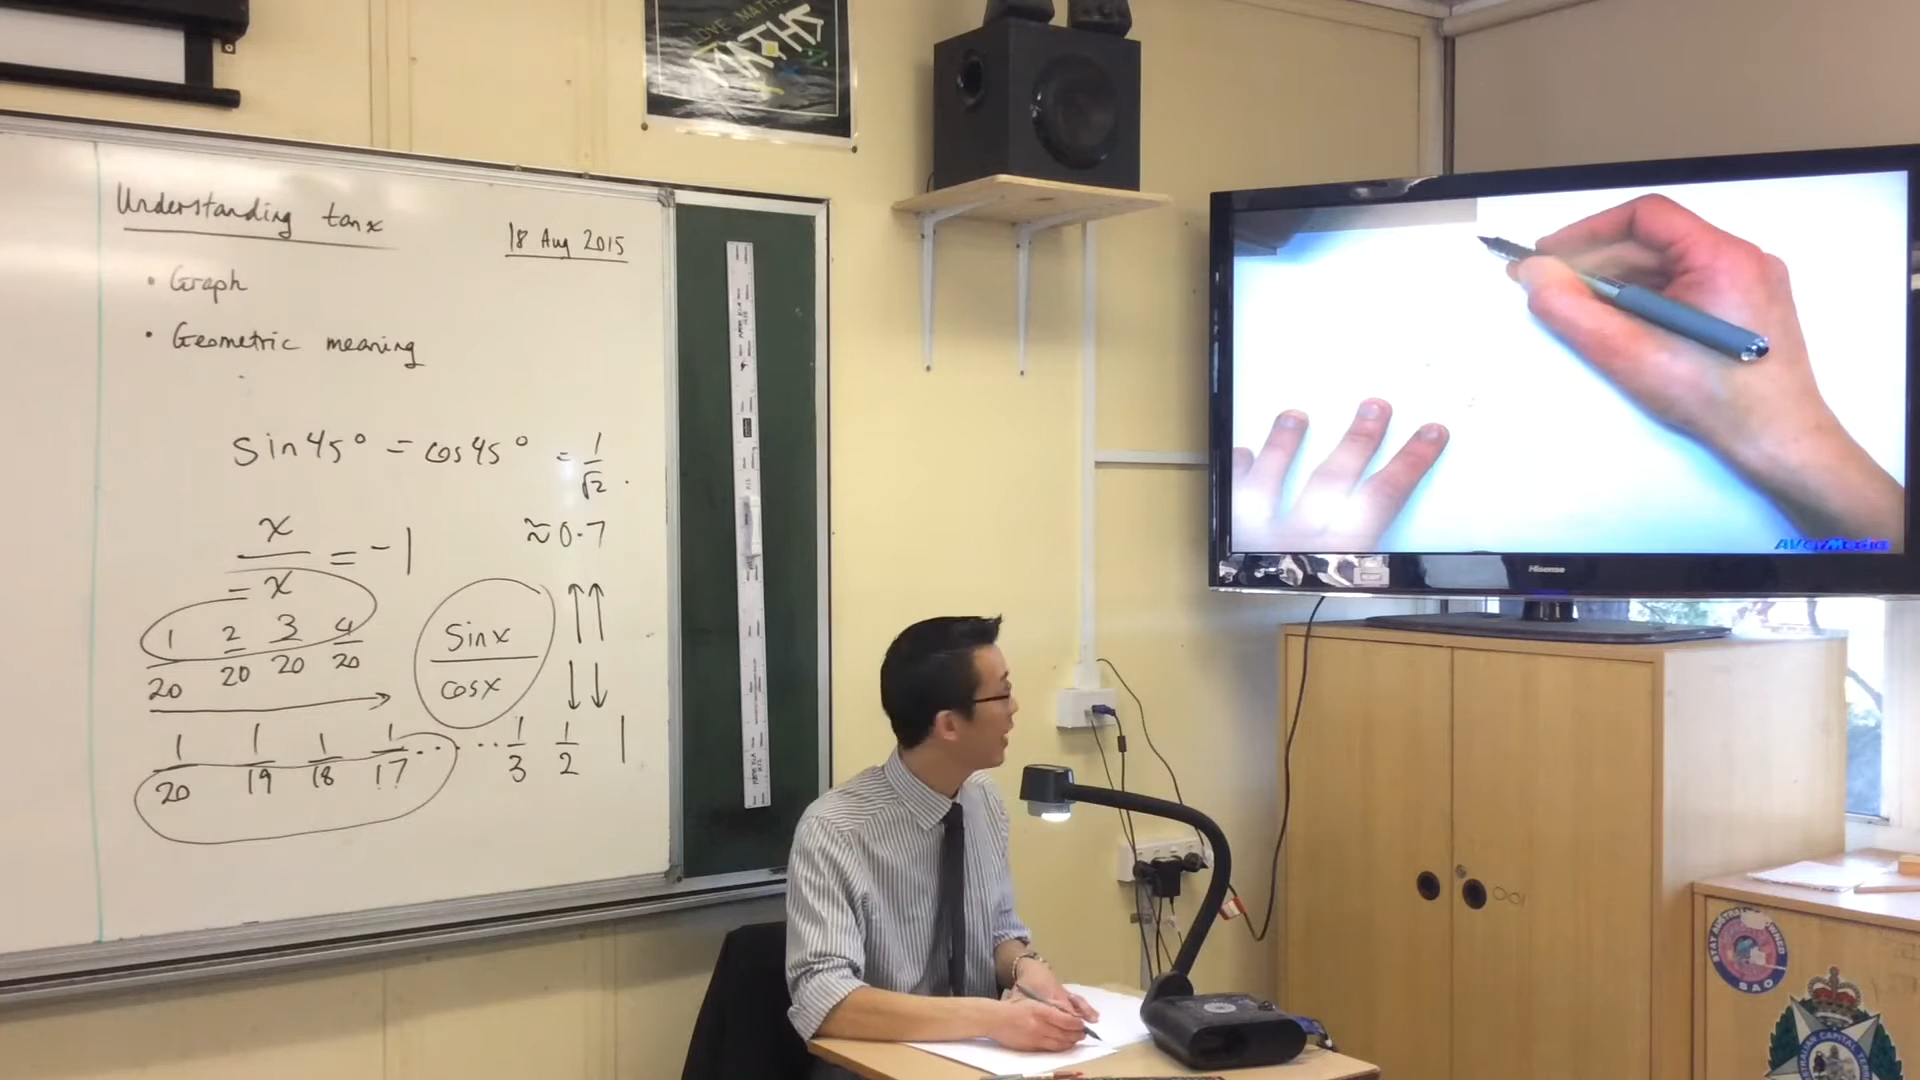 LOVE MATHS
MATHS
Understanding tan x
18 Aug 2015
• Graph
• Geometric meaning
sin 45° = cos 45° = 1/√2.
≈ 0.7
x/-x = -1
1/20 2/20 3/20 4/20
sin x/cos x
↑↑
↓↓
1/20 1/19 1/18 1/17 ..... 1/3 1/2 1
AVerMedia
Hisense